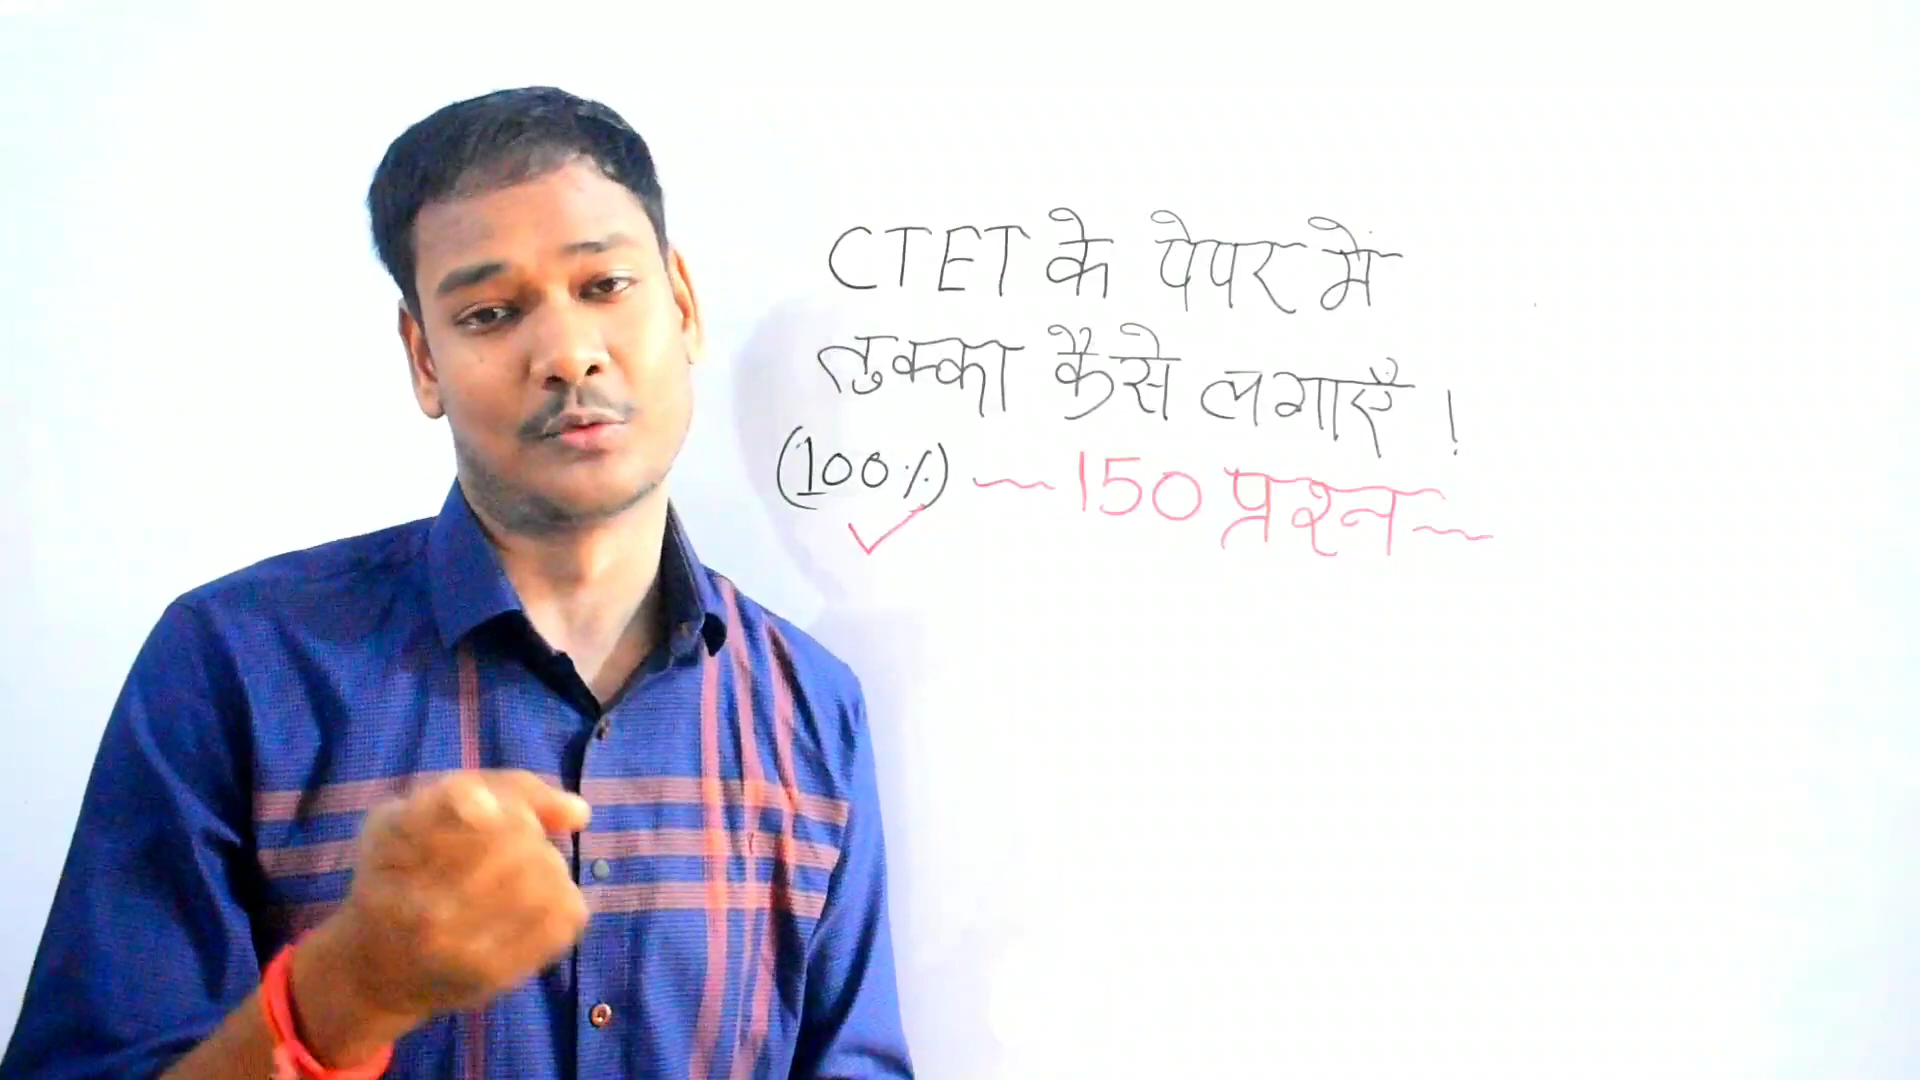 CTET के पेपर में
तुक्का कैसे लगाएँ !
(100%) ~ 150 प्रश्न ~